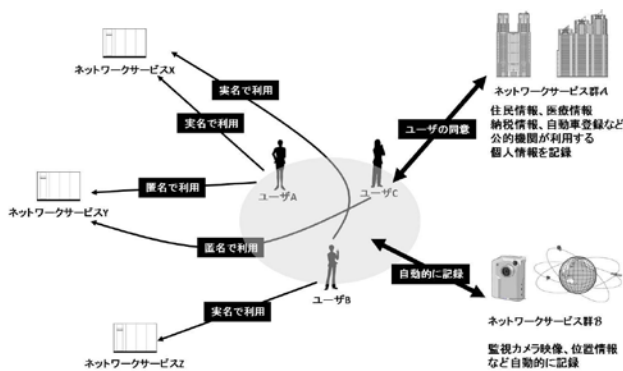 ネットワークサービスX
実名で利用
実名で利用
ユーザの同意
ネットワークサービス群A
住民情報、医療情報
納税情報、自動車登録など
公的機関が利用する
個人情報を記録
匿名で利用
ユーザA
ユーザC
ネットワークサービスY
匿名で利用
自動的に記録
ユーザB
実名で利用
ネットワークサービス群B
監視カメラ映像、位置情報
など自動的に記録
ネットワークサービスZ